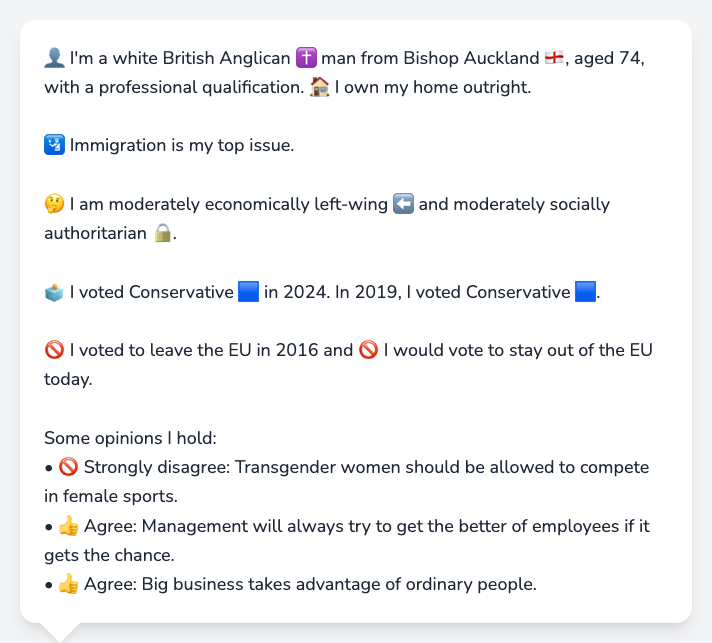 👤 I'm a white British Anglican ✝️ man from Bishop Auckland 🏴󠁧󠁢󠁥󠁮󠁧󠁿, aged 74,
with a professional qualification. 🏠 I own my home outright.
🛂 Immigration is my top issue.
🤔 I am moderately economically left-wing ⬅️ and moderately socially
authoritarian 🔒.
🗳️ I voted Conservative 🟦 in 2024. In 2019, I voted Conservative 🟦.
🚫 I voted to leave the EU in 2016 and 🚫 I would vote to stay out of the EU
today.
Some opinions I hold:
• 🚫 Strongly disagree: Transgender women should be allowed to compete
in female sports.
• 👍 Agree: Management will always try to get the better of employees if it
gets the chance.
• 👍 Agree: Big business takes advantage of ordinary people.